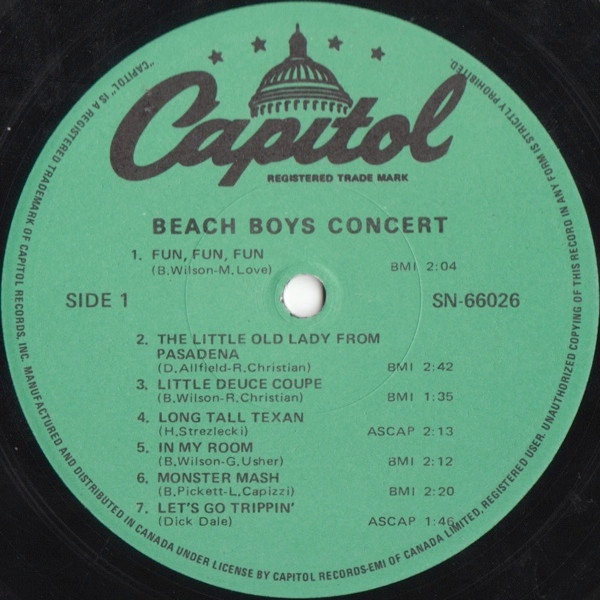 Capitol
REGISTERED TRADE MARK
BEACH BOYS CONCERT
1. FUN, FUN, FUN
(B.Wilson-M.Love) BMI 2:04
SIDE 1 SN-66026
2. THE LITTLE OLD LADY FROM
PASADENA
(D.Allfield-R.Christian) BMI 2:42
3. LITTLE DEUCE COUPE
(B.Wilson-R.Christian) BMI 1:35
4. LONG TALL TEXAN
(H.Strezlecki) ASCAP 2:13
5. IN MY ROOM
(B.Wilson-G.Usher) BMI 2:12
6. MONSTER MASH
(B.Pickett-L.Capizzi) BMI 2:20
7. LET'S GO TRIPPIN'
(Dick Dale) ASCAP 1:46
"CAPITOL" IS A REGISTERED TRADEMARK OF CAPITOL RECORDS, INC. MANUFACTURED AND DISTRIBUTED IN CANADA UNDER LICENSE BY CAPITOL RECORDS-EMI OF CANADA LIMITED, REGISTERED USER. UNAUTHORIZED COPYING OF THIS RECORD IN ANY FORM IS STRICTLY PROHIBITED.